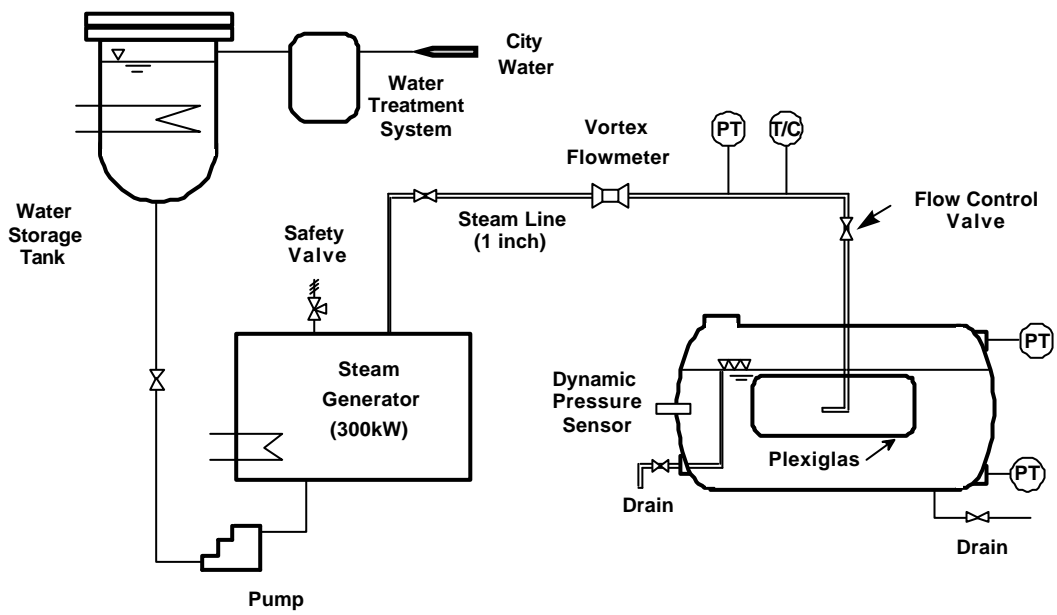 City
Water
Water
Treatment
System
Vortex
Flowmeter
PT
T/C
Water
Storage
Tank
Safety
Valve
Steam Line
(1 inch)
Flow Control
Valve
Steam
Generator
(300kW)
Dynamic
Pressure
Sensor
PT
Plexiglas
PT
Drain
Drain
Pump